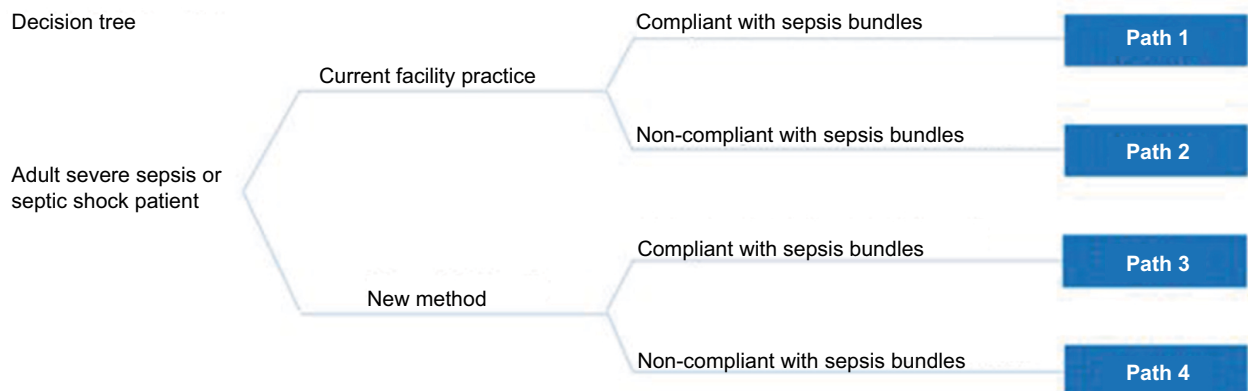 Decision tree
Compliant with sepsis bundles
Path 1
Current facility practice
Non-compliant with sepsis bundles
Path 2
Adult severe sepsis or
septic shock patient
Compliant with sepsis bundles
Path 3
New method
Non-compliant with sepsis bundles
Path 4